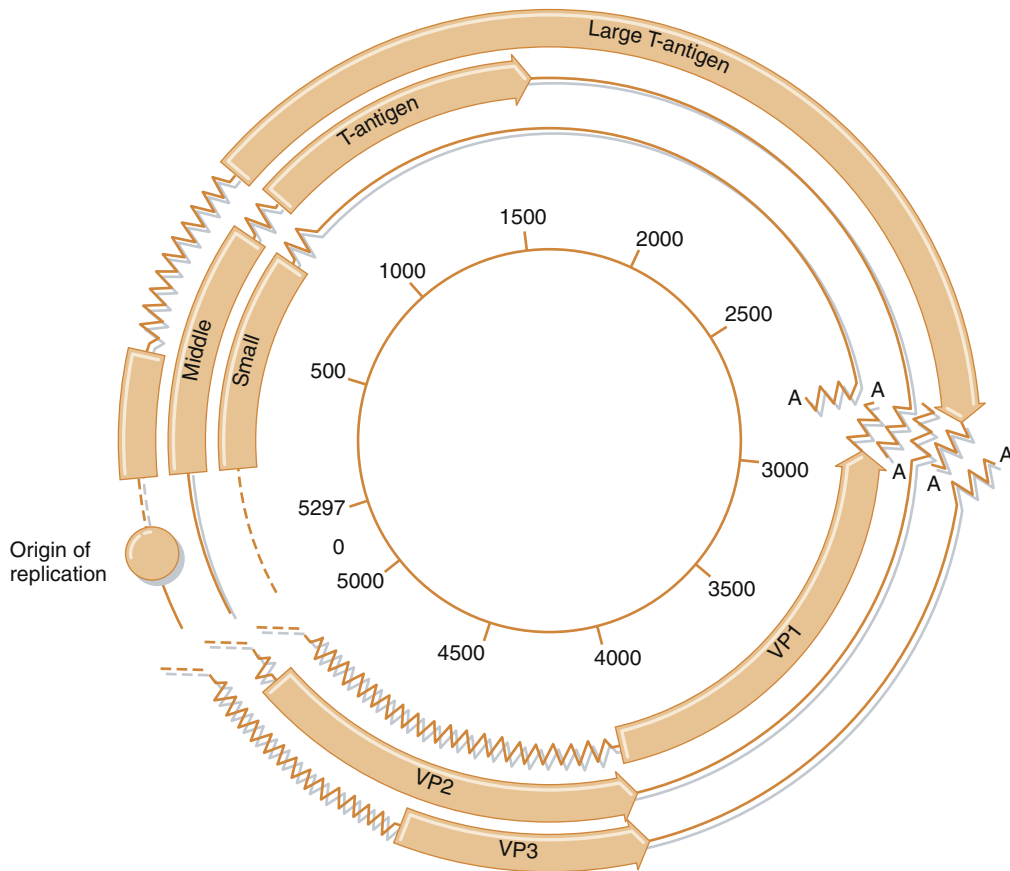 Large T-antigen
T-antigen
Middle
Small
1500
2000
1000
2500
500
3000
5297
0
5000
3500
4500
4000
A
A
A
A
A
Origin of
replication
VP1
VP2
VP3